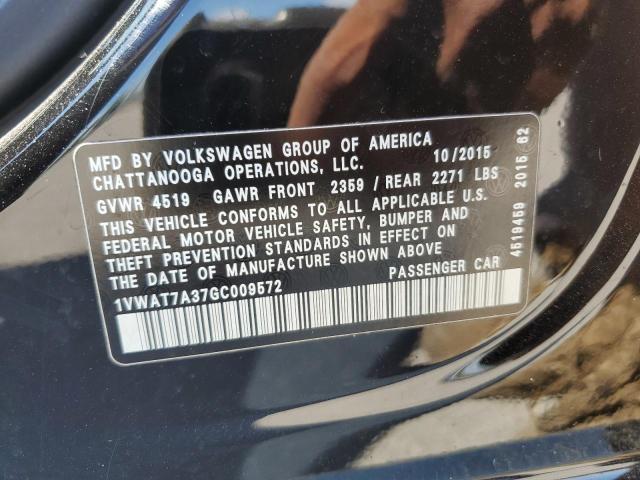 MFD BY VOLKSWAGEN GROUP OF AMERICA
CHATTANOOGA OPERATIONS, LLC. 10/2015
GVWR 4519 GAWR FRONT 2359 / REAR 2271 LBS
THIS VEHICLE CONFORMS TO ALL APPLICABLE U.S.
FEDERAL MOTOR VEHICLE SAFETY, BUMPER AND
THEFT PREVENTION STANDARDS IN EFFECT ON
THE DATE OF MANUFACTURE SHOWN ABOVE
1VWAT7A37GC009572 PASSENGER CAR
4519459 2015 62